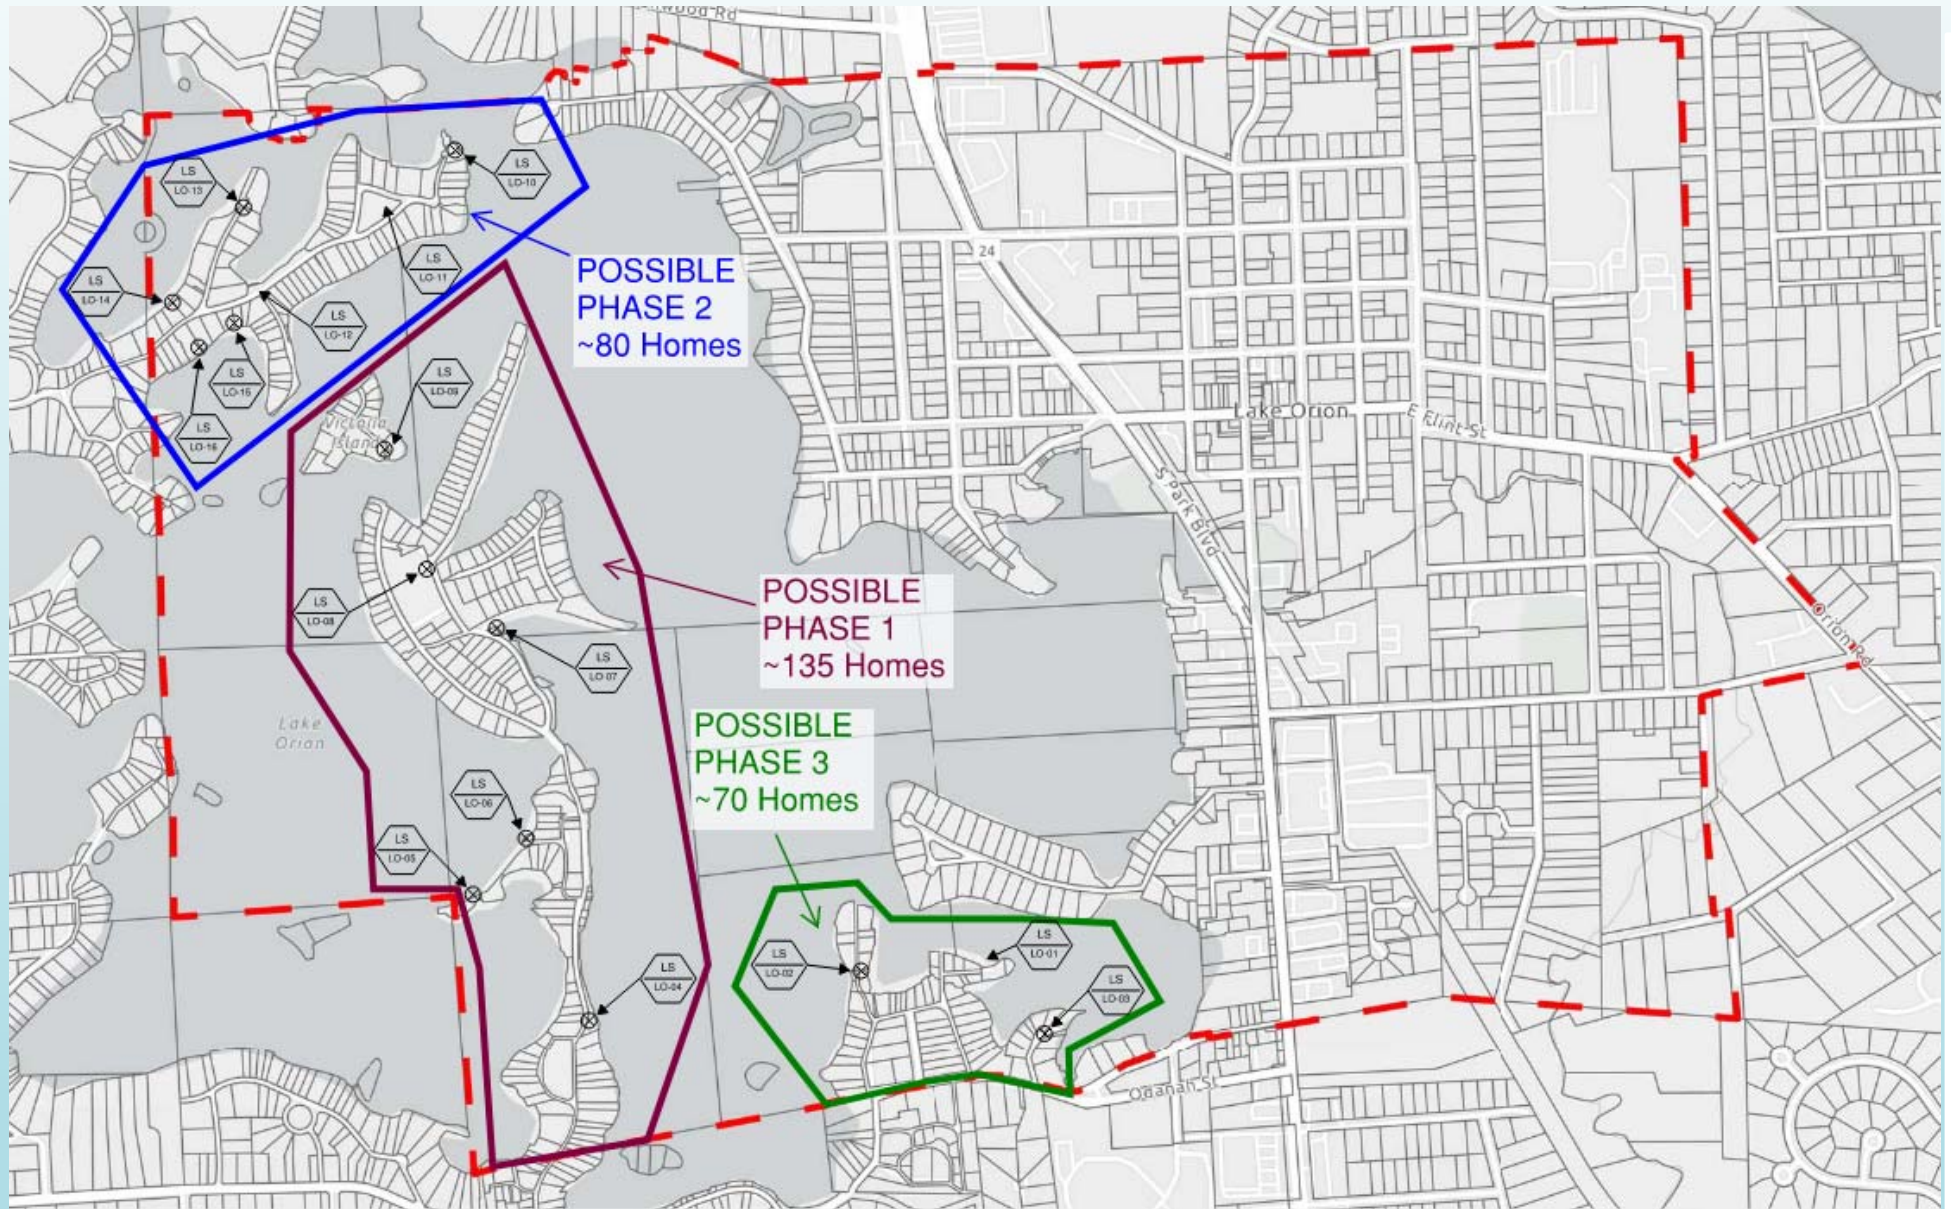 24
LS
LO-13
LS
LO-10
LS
LO-11
LS
LO-14
LS
LO-12
POSSIBLE
PHASE 2
~80 Homes
LS
LO-15
LS
LO-09
LS
LO-16
Victoria
Island
Lake Orion
E Flint St
S Park Blvd
LS
LO-08
POSSIBLE
PHASE 1
~135 Homes
LS
LO-07
Orion Rd
Lake
Orion
POSSIBLE
PHASE 3
~70 Homes
LS
LO-06
LS
LO-05
LS
LO-04
LS
LO-02
LS
LO-01
LS
LO-03
Odanah St